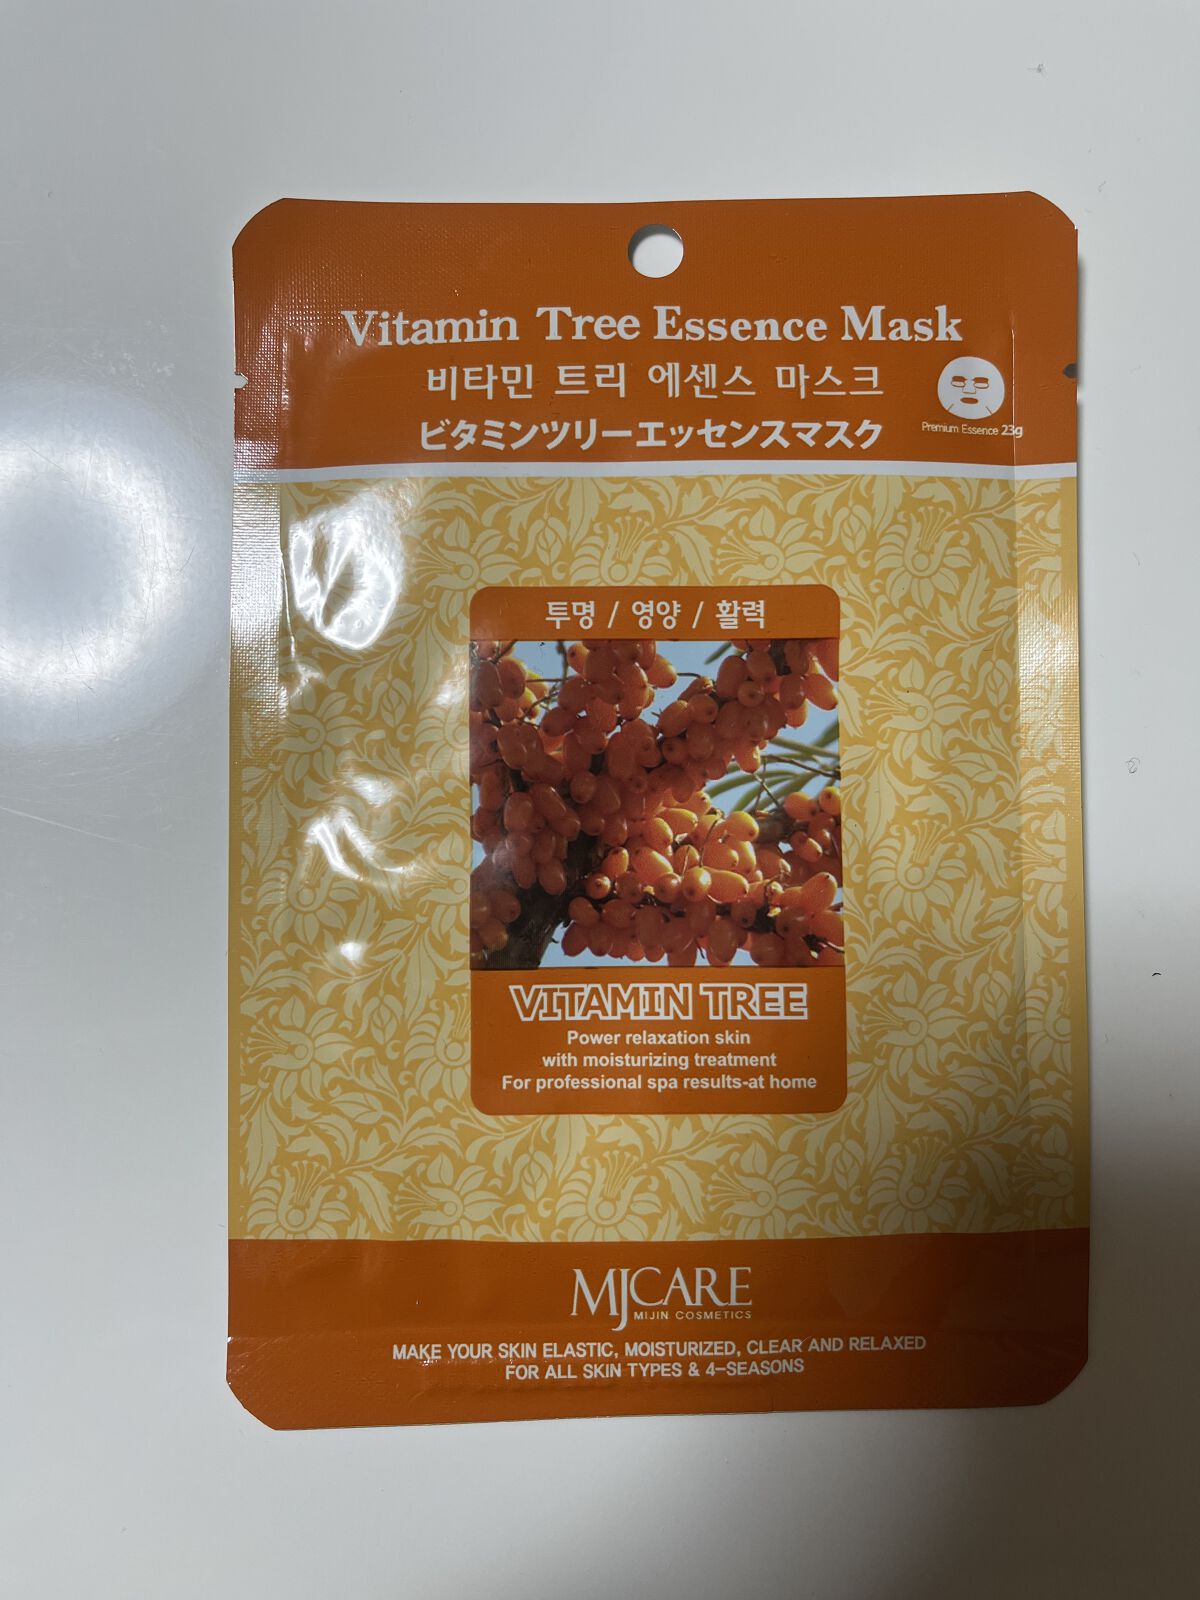 Vitamin Tree Essence Mask
비타민 트리 에센스 마스크
ビタミンツリーエッセンスマスク
Premium Essence 23g
투명 / 영양 / 활력
VITAMIN TREE
Power relaxation skin
with moisturizing treatment
For professional spa results-at home
MJCARE
MIJIN COSMETICS
MAKE YOUR SKIN ELASTIC, MOISTURIZED, CLEAR AND RELAXED
FOR ALL SKIN TYPES & 4-SEASONS